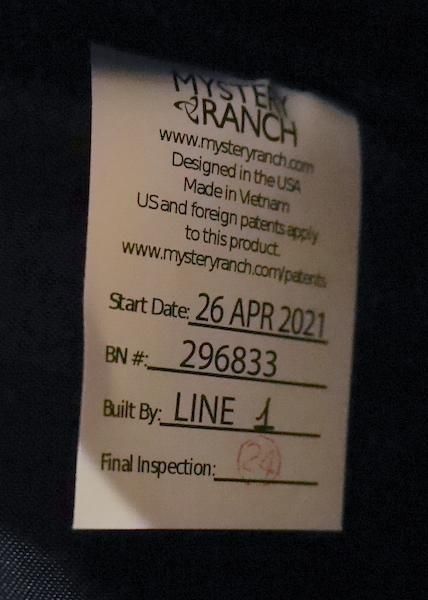 MYSTERY
RANCH
www.mysteryranch.com
Designed in the USA
Made in Vietnam
US and foreign patents apply
to this product.
www.mysteryranch.com/patents
Start Date: 26 APR 2021
BN #: 296833
Built By: LINE 1
Final Inspection: 24